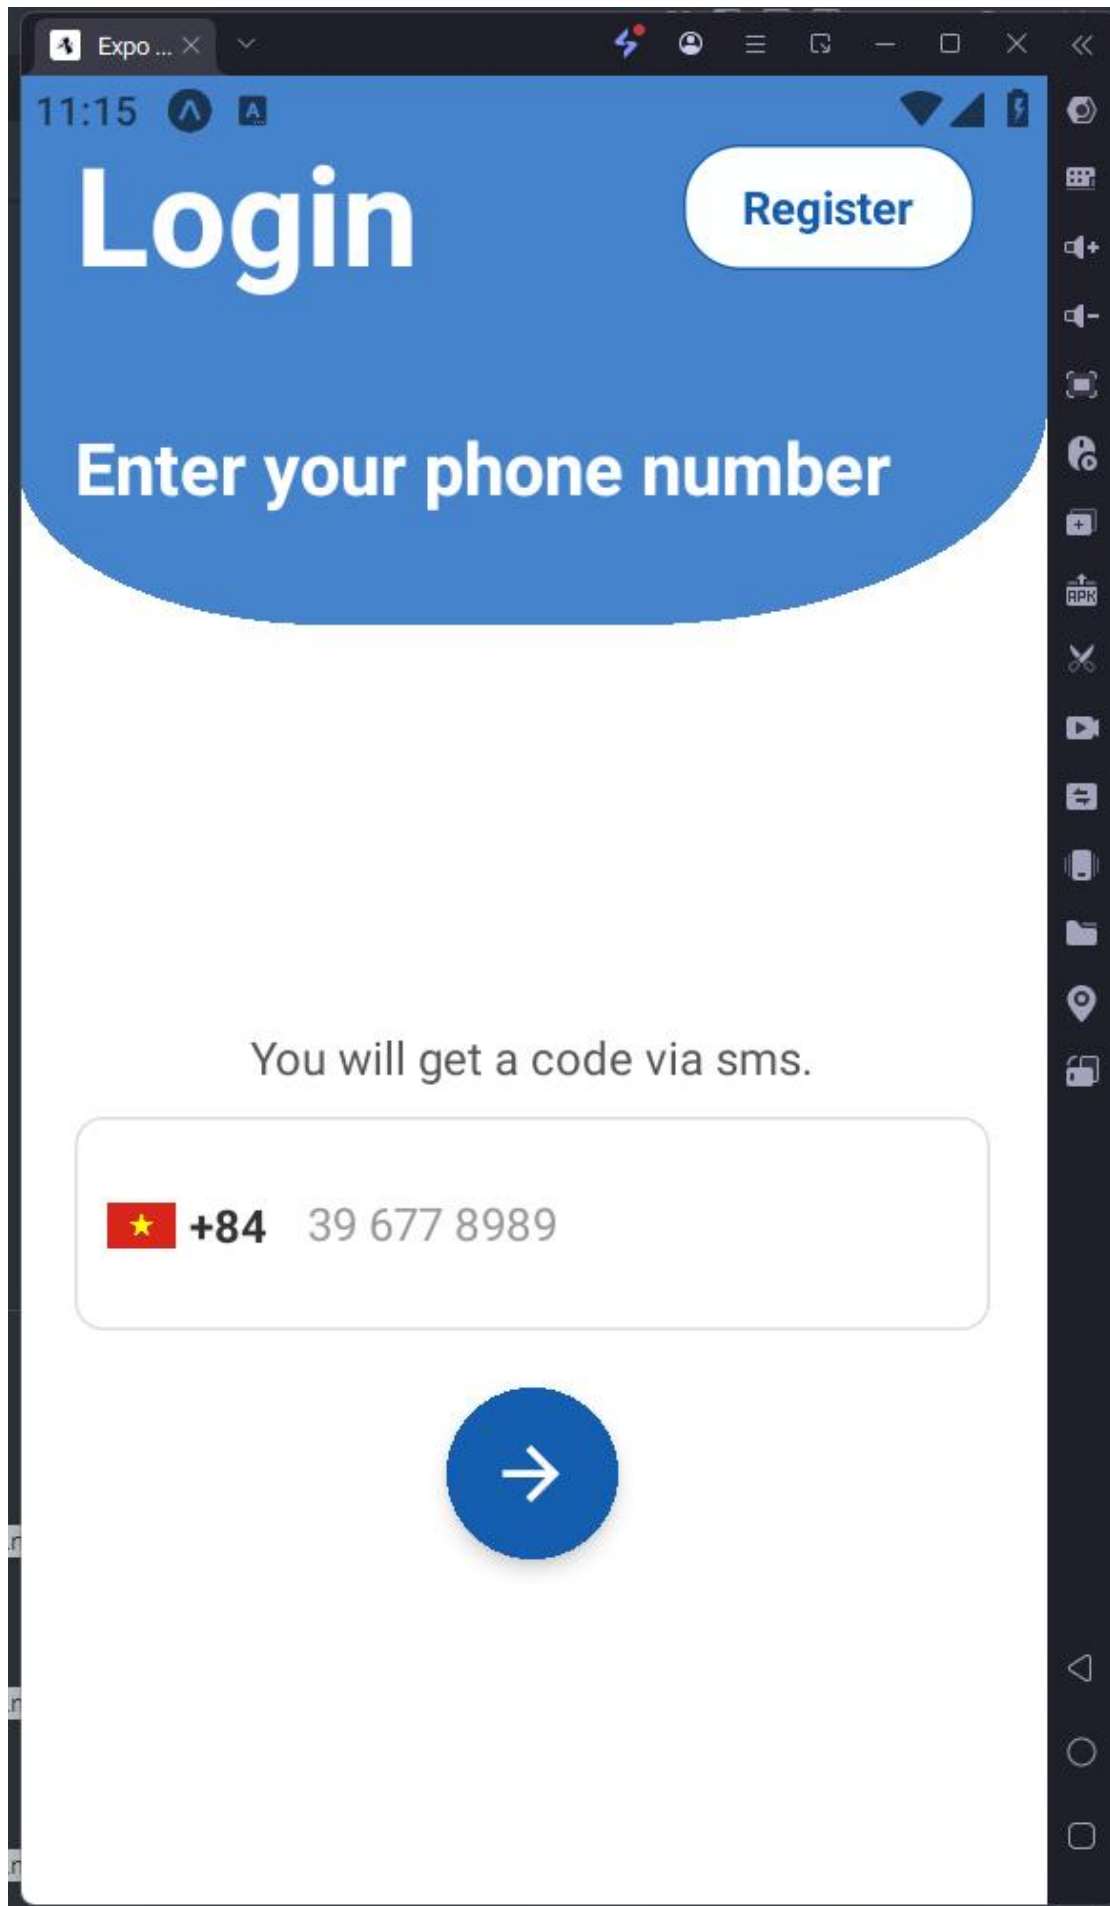 Expo ...
11:15
A
Login
Register
Enter your phone number
APK
You will get a code via sms.
+84 39 677 8989